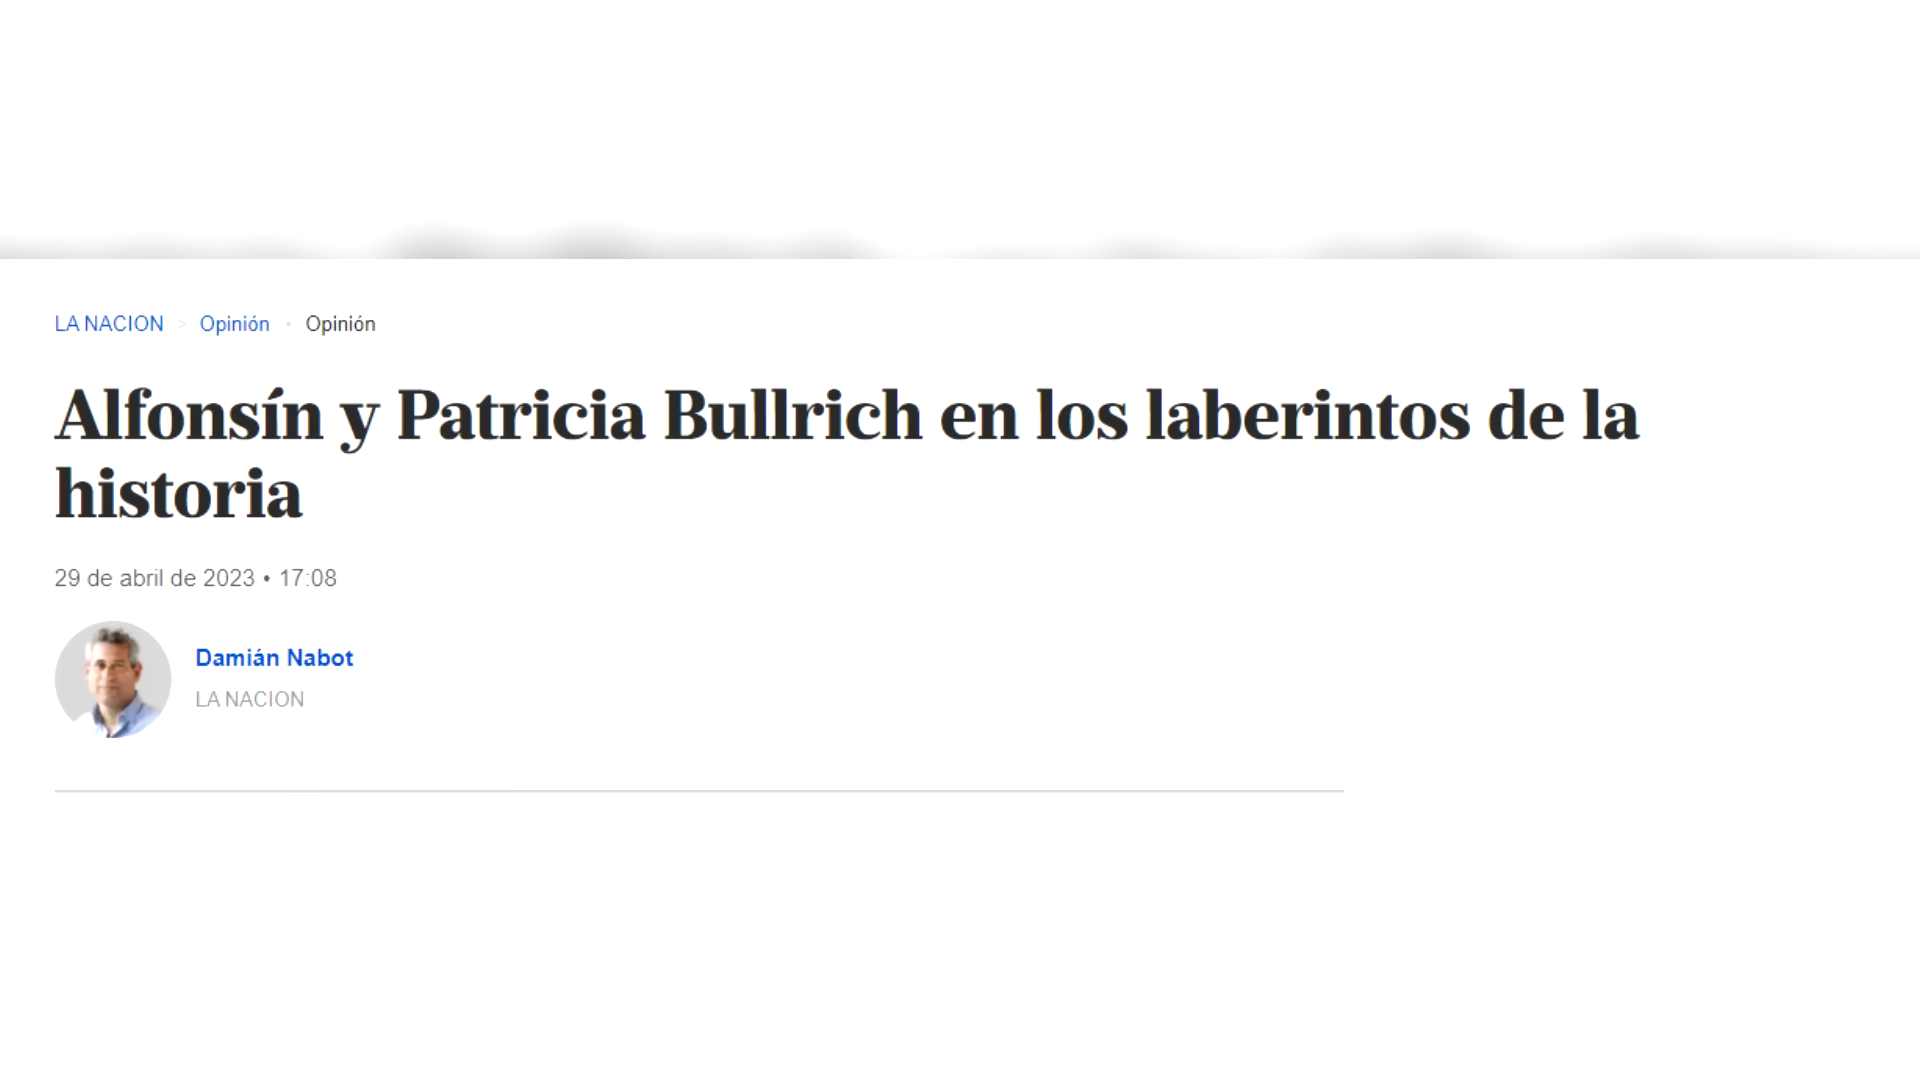 LA NACION > Opinión • Opinión
Alfonsín y Patricia Bullrich en los laberintos de la
historia
29 de abril de 2023 • 17:08
Damián Nabot
LA NACION